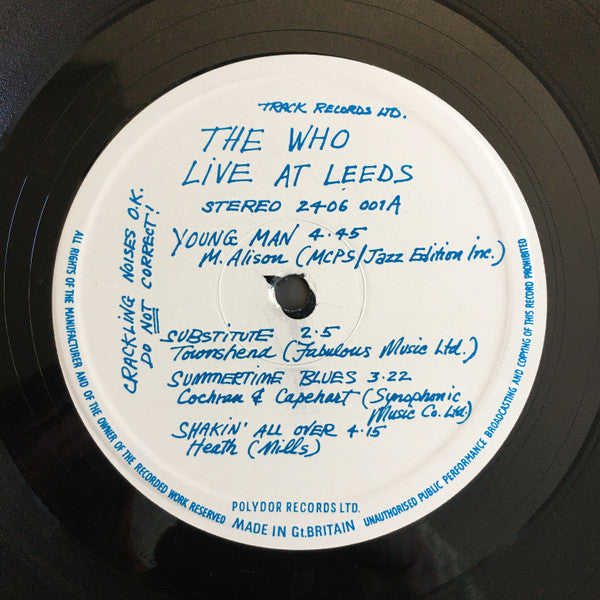 TRACK RECORDS LTD.
THE WHO
LIVE AT LEEDS
STEREO 2406 001A
YOUNG MAN 4.45
M. Alison (MCPS/Jazz Edition Inc.)
SUBSTITUTE 2.5
Townshend (Fabulous Music Ltd.)
SUMMERTIME BLUES 3.22
Cochran & Capehart (Synophonic
Music Co. Ltd)
SHAKIN' ALL OVER 4.15
Heath (Mills)
CRACKLING NOISES O.K.
DO NOT CORRECT!
POLYDOR RECORDS LTD.
MADE IN Gt. BRITAIN
ALL RIGHTS OF THE MANUFACTURER AND OF THE OWNER OF THE RECORDED WORK RESERVED
UNAUTHORISED PUBLIC PERFORMANCE BROADCASTING AND COPYING OF THIS RECORD PROHIBITED